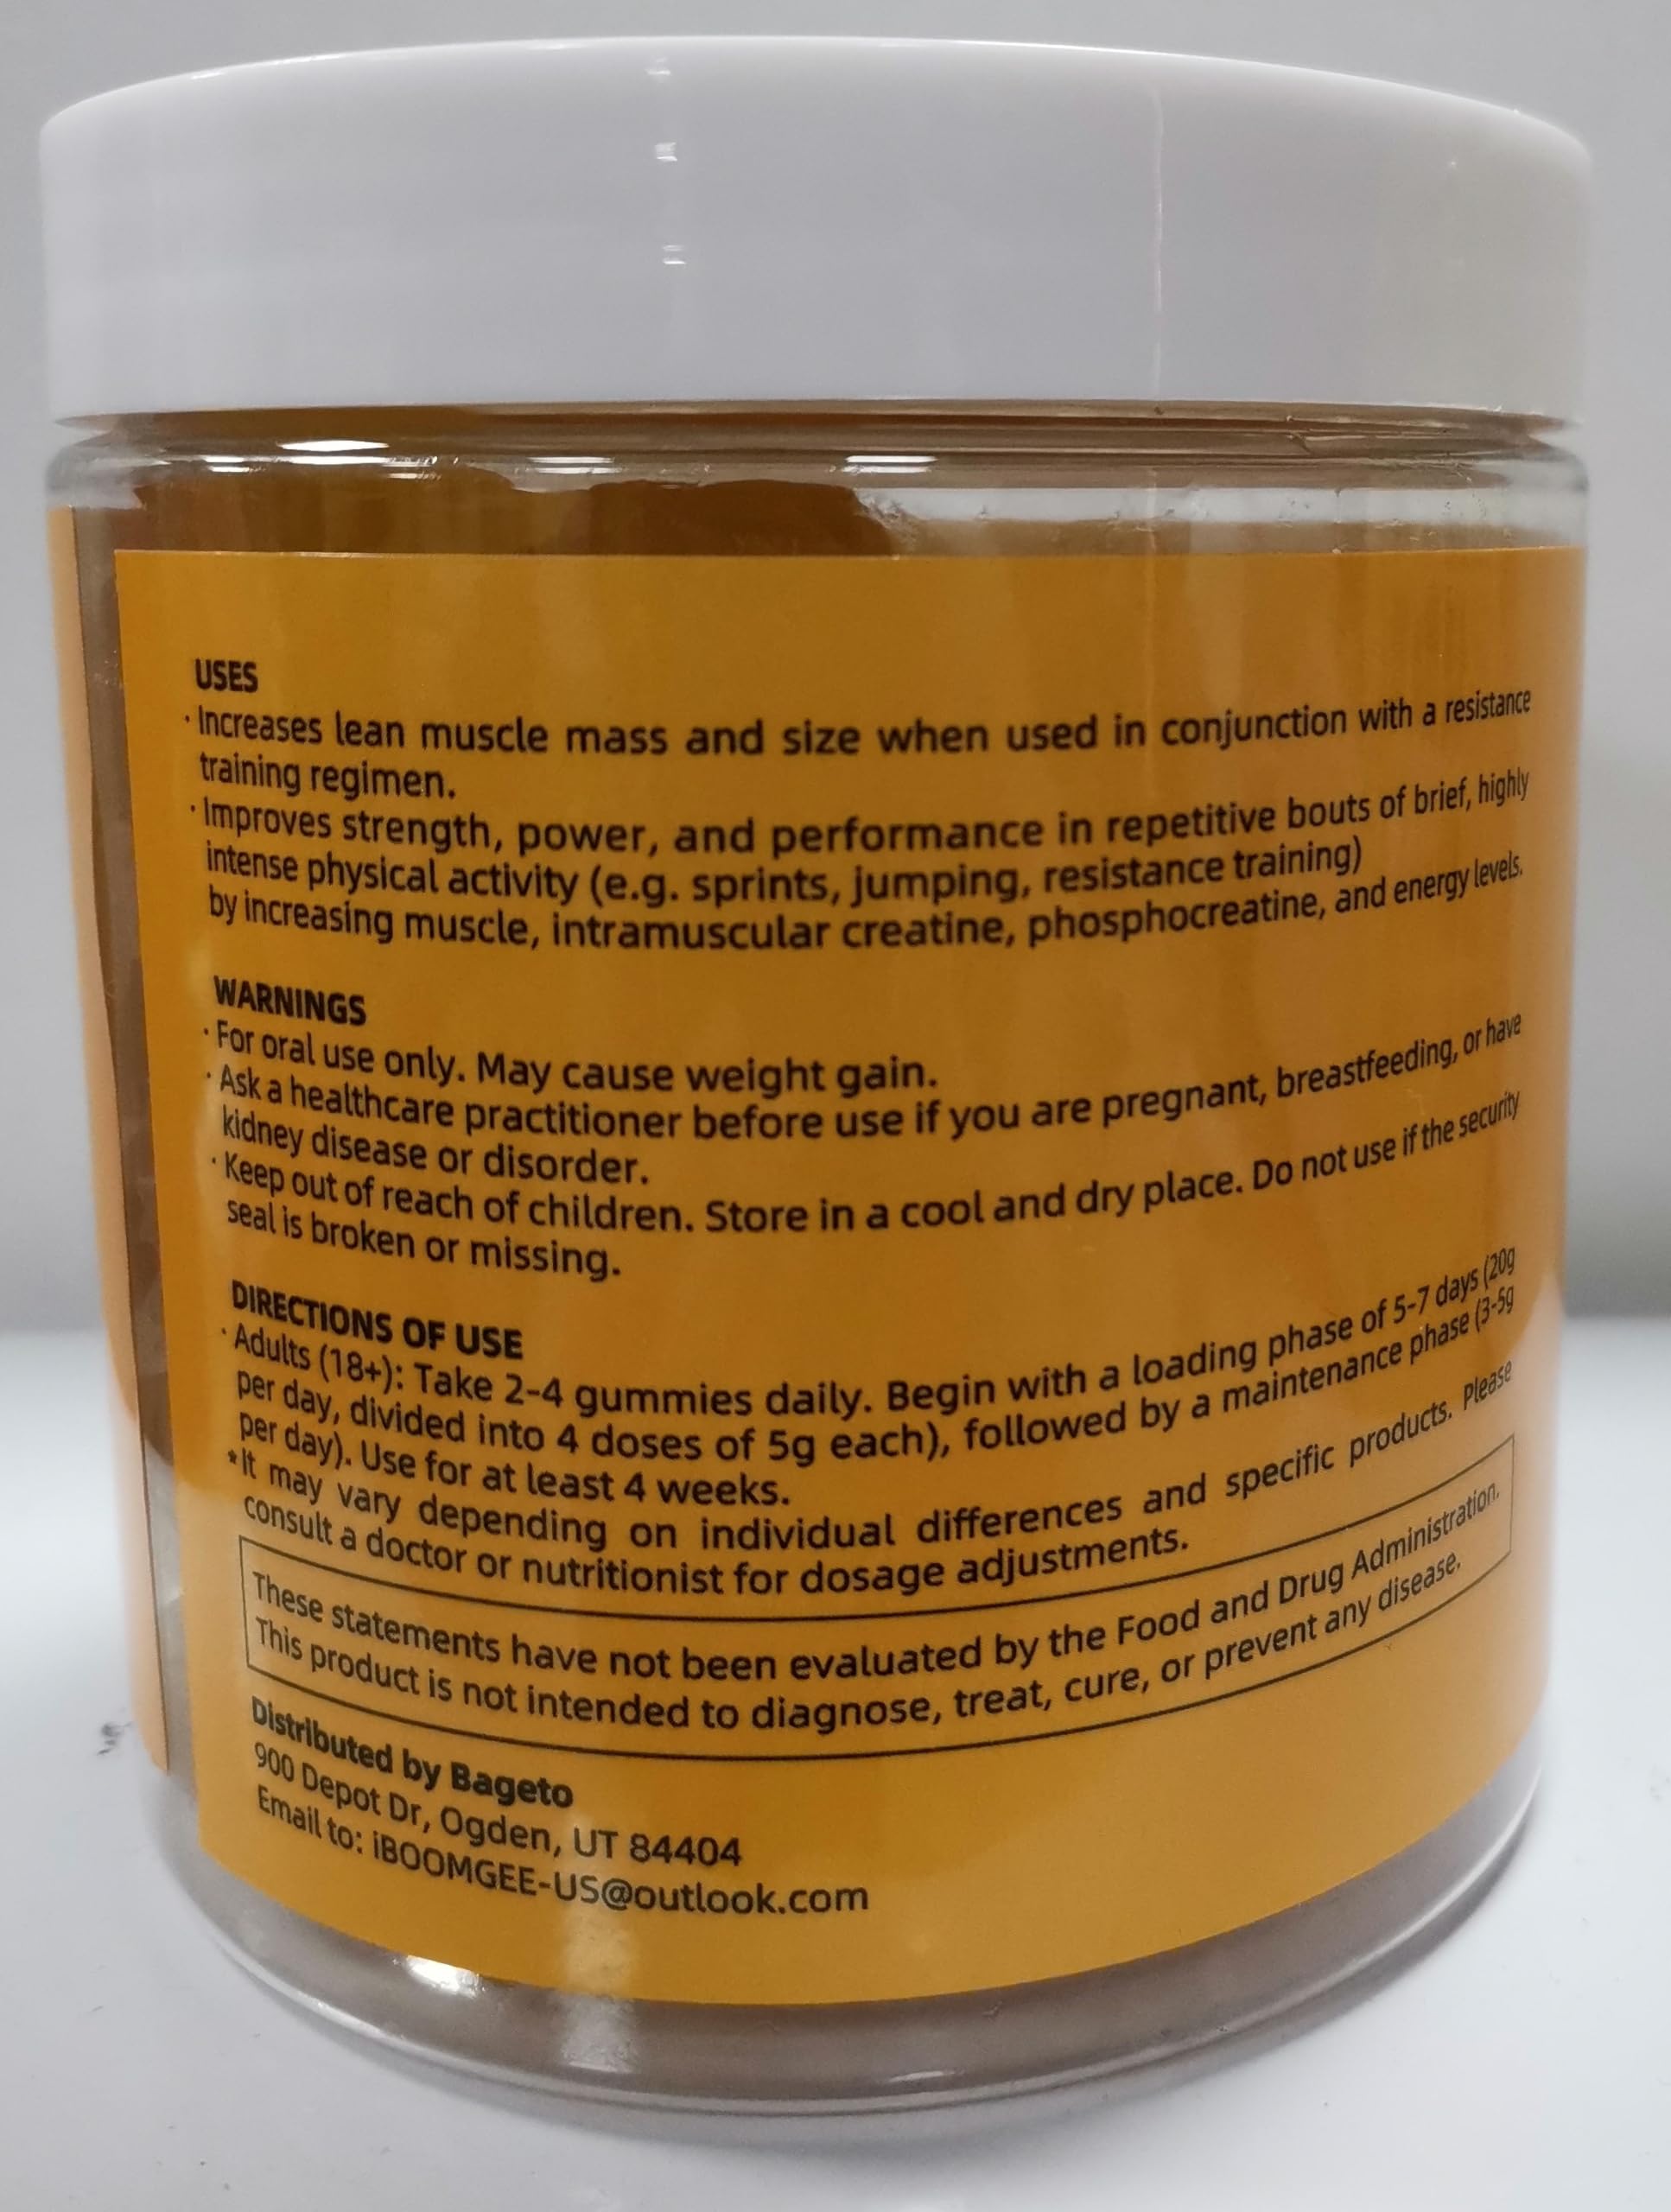 USES
· Increases lean muscle mass and size when used in conjunction with a resistance
training regimen.
· Improves strength, power, and performance in repetitive bouts of brief, highly
intense physical activity (e.g. sprints, jumping, resistance training)
by increasing muscle, intramuscular creatine, phosphocreatine, and energy levels.
WARNINGS
· For oral use only. May cause weight gain.
· Ask a healthcare practitioner before use if you are pregnant, breastfeeding, or have
kidney disease or disorder.
· Keep out of reach of children. Store in a cool and dry place. Do not use if the security
seal is broken or missing.
DIRECTIONS OF USE
· Adults (18+): Take 2-4 gummies daily. Begin with a loading phase of 5-7 days (20g
per day, divided into 4 doses of 5g each), followed by a maintenance phase (3-5g
per day). Use for at least 4 weeks.
*It may vary depending on individual differences and specific products. Please
consult a doctor or nutritionist for dosage adjustments.
These statements have not been evaluated by the Food and Drug Administration.
This product is not intended to diagnose, treat, cure, or prevent any disease.
Distributed by Bageto
900 Depot Dr, Ogden, UT 84404
Email to: iBOOMGEE-US@outlook.com